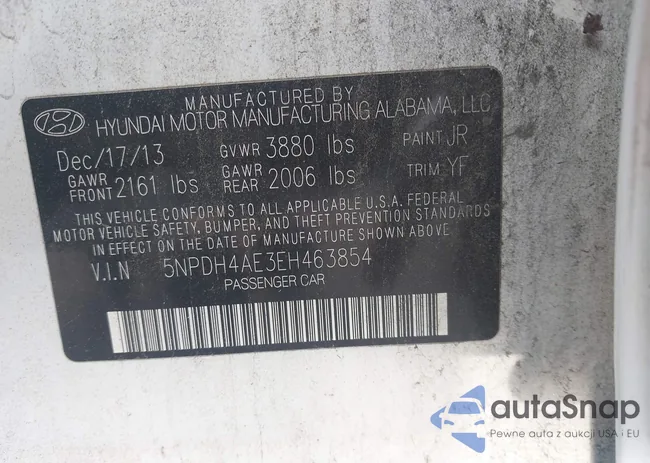 MANUFACTURED BY
HYUNDAI MOTOR MANUFACTURING ALABAMA, LLC
Dec/17/13 GVWR 3880 lbs PAINT JR
GAWR FRONT 2161 lbs GAWR REAR 2006 lbs TRIM YF
THIS VEHICLE CONFORMS TO ALL APPLICABLE U.S.A. FEDERAL
MOTOR VEHICLE SAFETY, BUMPER, AND THEFT PREVENTION STANDARDS
IN EFFECT ON THE DATE OF MANUFACTURE SHOWN ABOVE.
V.I.N 5NPDH4AE3EH463854
PASSENGER CAR
autaSnap
Pewne auta z aukcji USA i EU